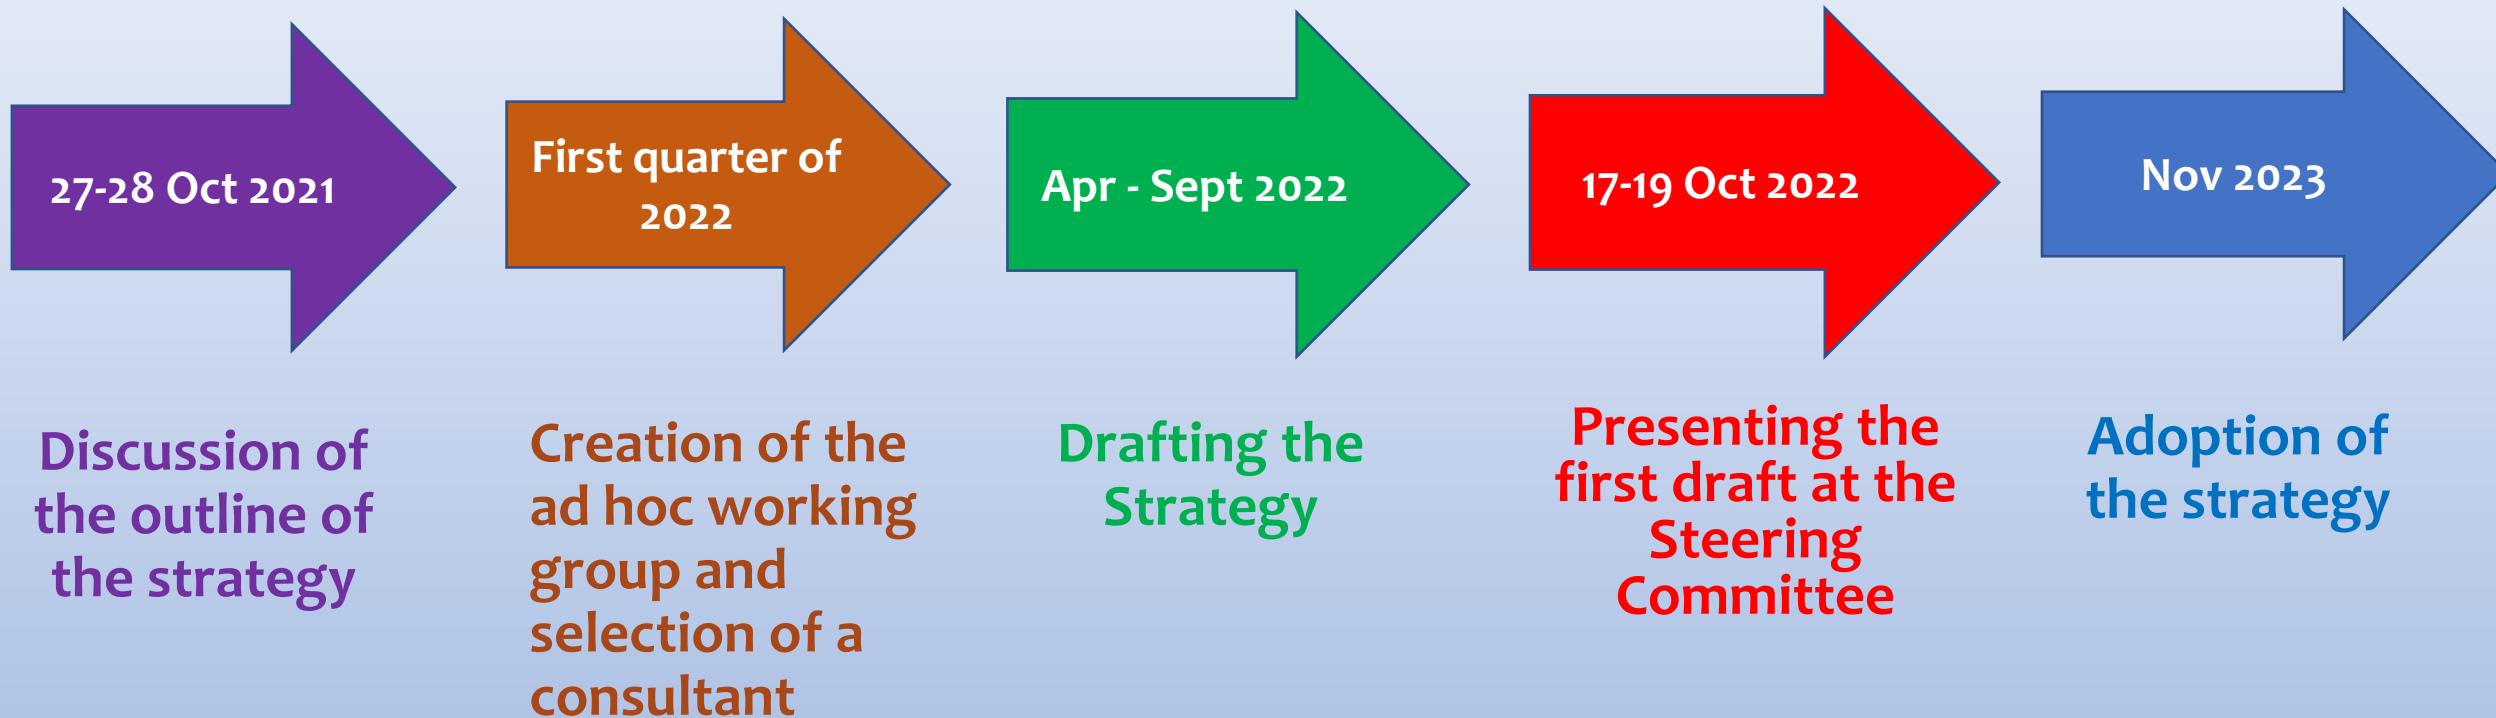 27-28 Oct 2021
First quarter of
2022
Apr - Sept 2022
17-19 Oct 2022
Nov 2023
Discussion of
the outline of
the strategy
Creation of the
ad hoc working
group and
selection of a
consultant
Drafting the
Strategy
Presenting the
first draft at the
Steering
Committee
Adoption of
the strategy